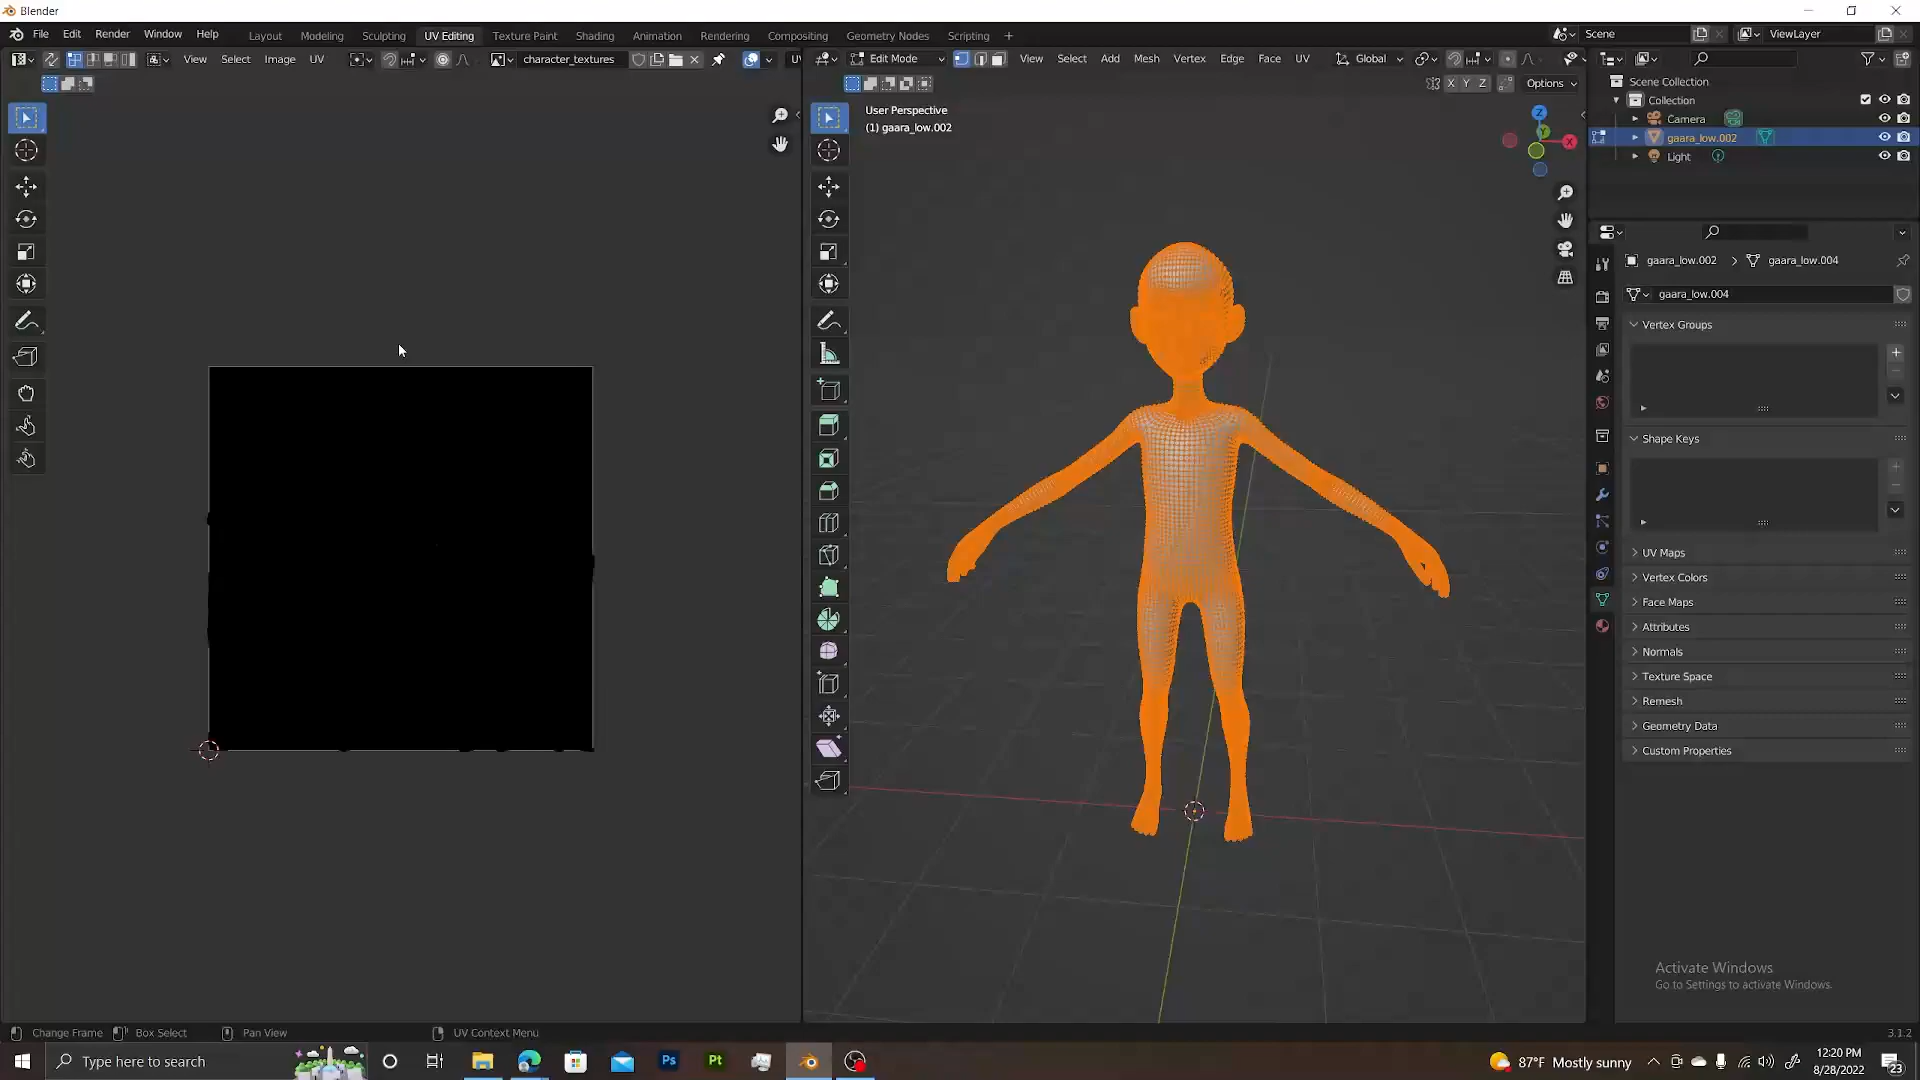 Blender
File Edit Render Window Help Layout Modeling Sculpting UV Editing Texture Paint Shading Animation Rendering Compositing Geometry Nodes Scripting + Scene ViewLayer
View Select Image UV character_textures UV Edit Mode View Select Add Mesh Vertex Edge Face UV Global
X Y Z Options
Scene Collection
Collection
Camera
gaara_low.002
Light
User Perspective
(1) gaara_low.002
Z
Y
X
gaara_low.002 > gaara_low.004
gaara_low.004
Vertex Groups
Shape Keys
UV Maps
Vertex Colors
Face Maps
Attributes
Normals
Texture Space
Remesh
Geometry Data
Custom Properties
Activate Windows
Go to Settings to activate Windows.
Change Frame Box Select Pan View UV Context Menu 3.1.2
Type here to search Ps Pt 87°F Mostly sunny 12:20 PM
8/28/2022 23